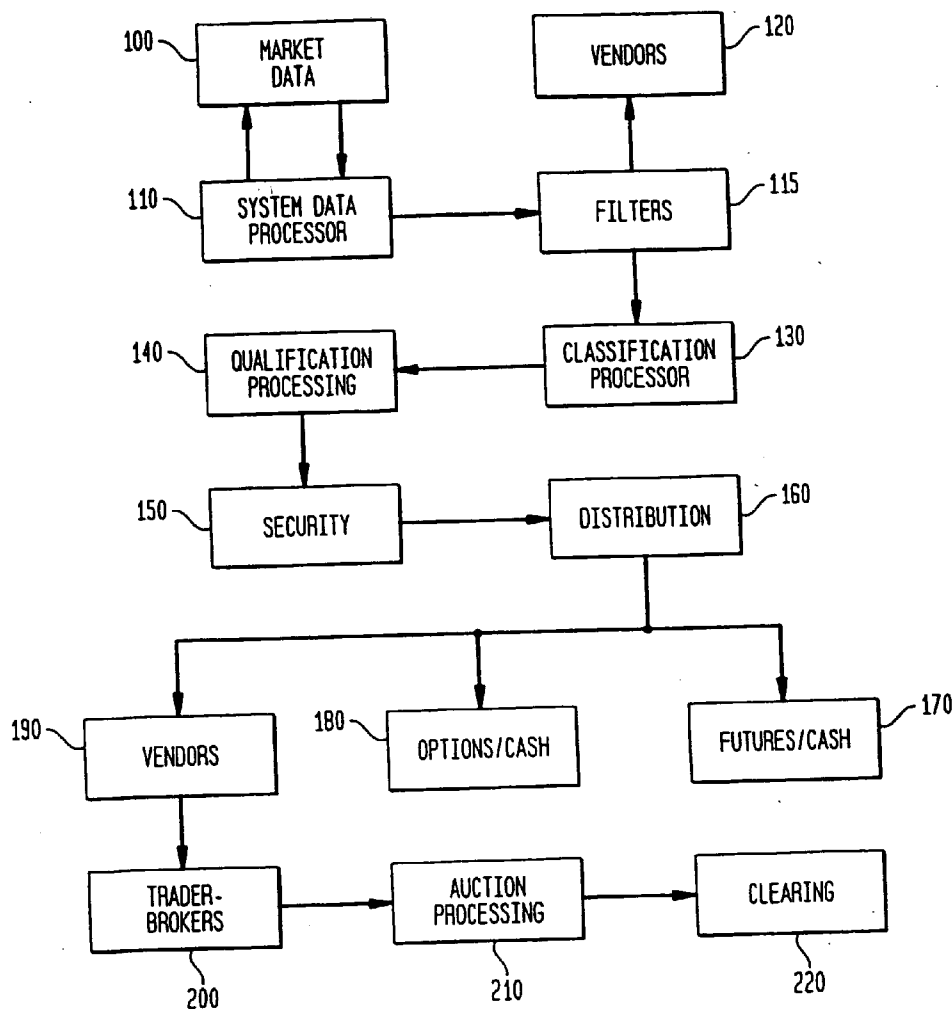 100
MARKET
DATA
VENDORS
120
110
SYSTEM DATA
PROCESSOR
FILTERS
115
140
QUALIFICATION
PROCESSING
CLASSIFICATION
PROCESSOR
130
150
SECURITY
DISTRIBUTION
160
190
VENDORS
180
OPTIONS/CASH
FUTURES/CASH
170
TRADER-
BROKERS
AUCTION
PROCESSING
CLEARING
200
210
220